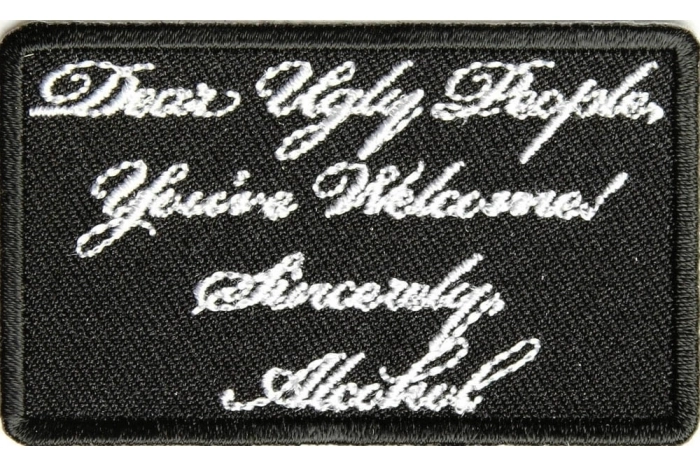 Dear Ugly People,
You're Welcome!
Sincerely,
Alcohol